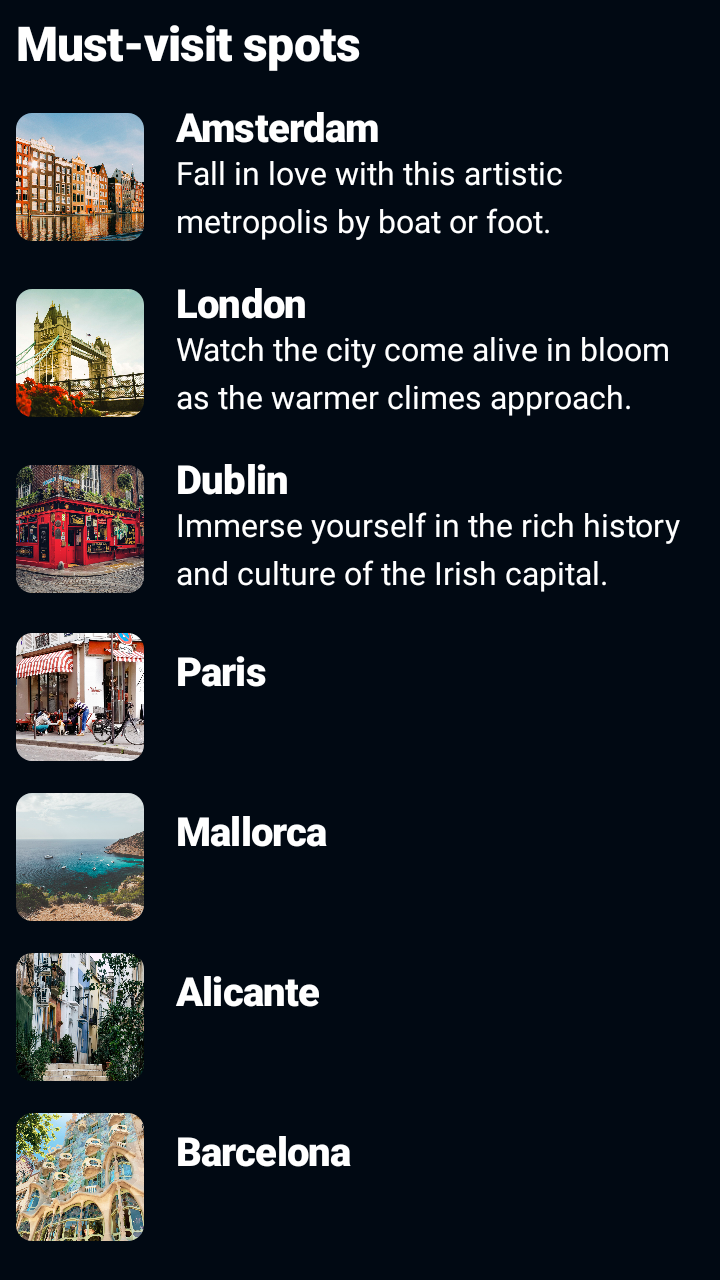 Must-visit spots
Amsterdam
Fall in love with this artistic
metropolis by boat or foot.
London
Watch the city come alive in bloom
as the warmer climes approach.
Dublin
Immerse yourself in the rich history
and culture of the Irish capital.
Paris
Mallorca
Alicante
Barcelona